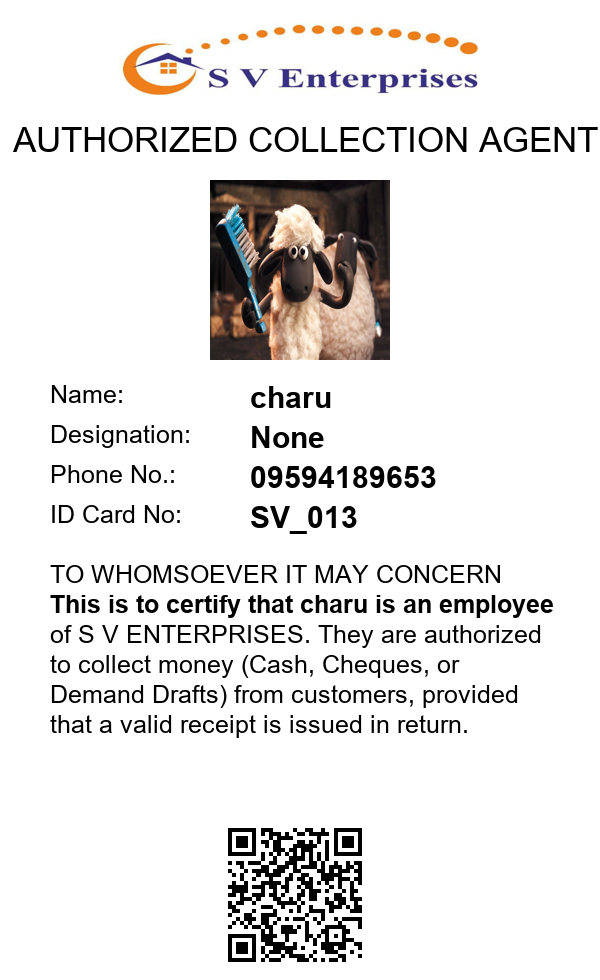 S V Enterprises
AUTHORIZED COLLECTION AGENT
Name: charu
Designation: None
Phone No.: 09594189653
ID Card No: SV_013
TO WHOMSOEVER IT MAY CONCERN
This is to certify that charu is an employee
of S V ENTERPRISES. They are authorized
to collect money (Cash, Cheques, or
Demand Drafts) from customers, provided
that a valid receipt is issued in return.